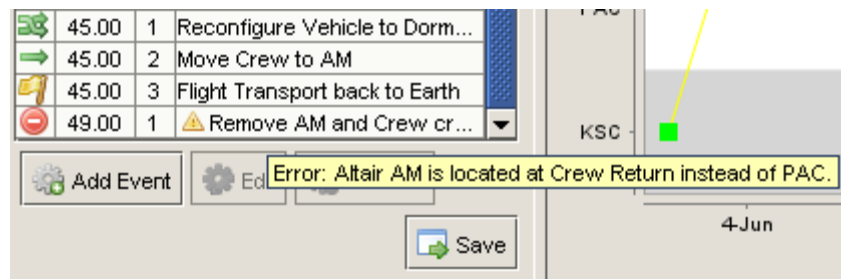 45.00 1 Reconfigure Vehicle to Dorm...
45.00 2 Move Crew to AM
45.00 3 Flight Transport back to Earth
49.00 1 Remove AM and Crew cr...
KSC
Add Event
Ed
Error: Altair AM is located at Crew Return instead of PAC.
4-Jun
Save